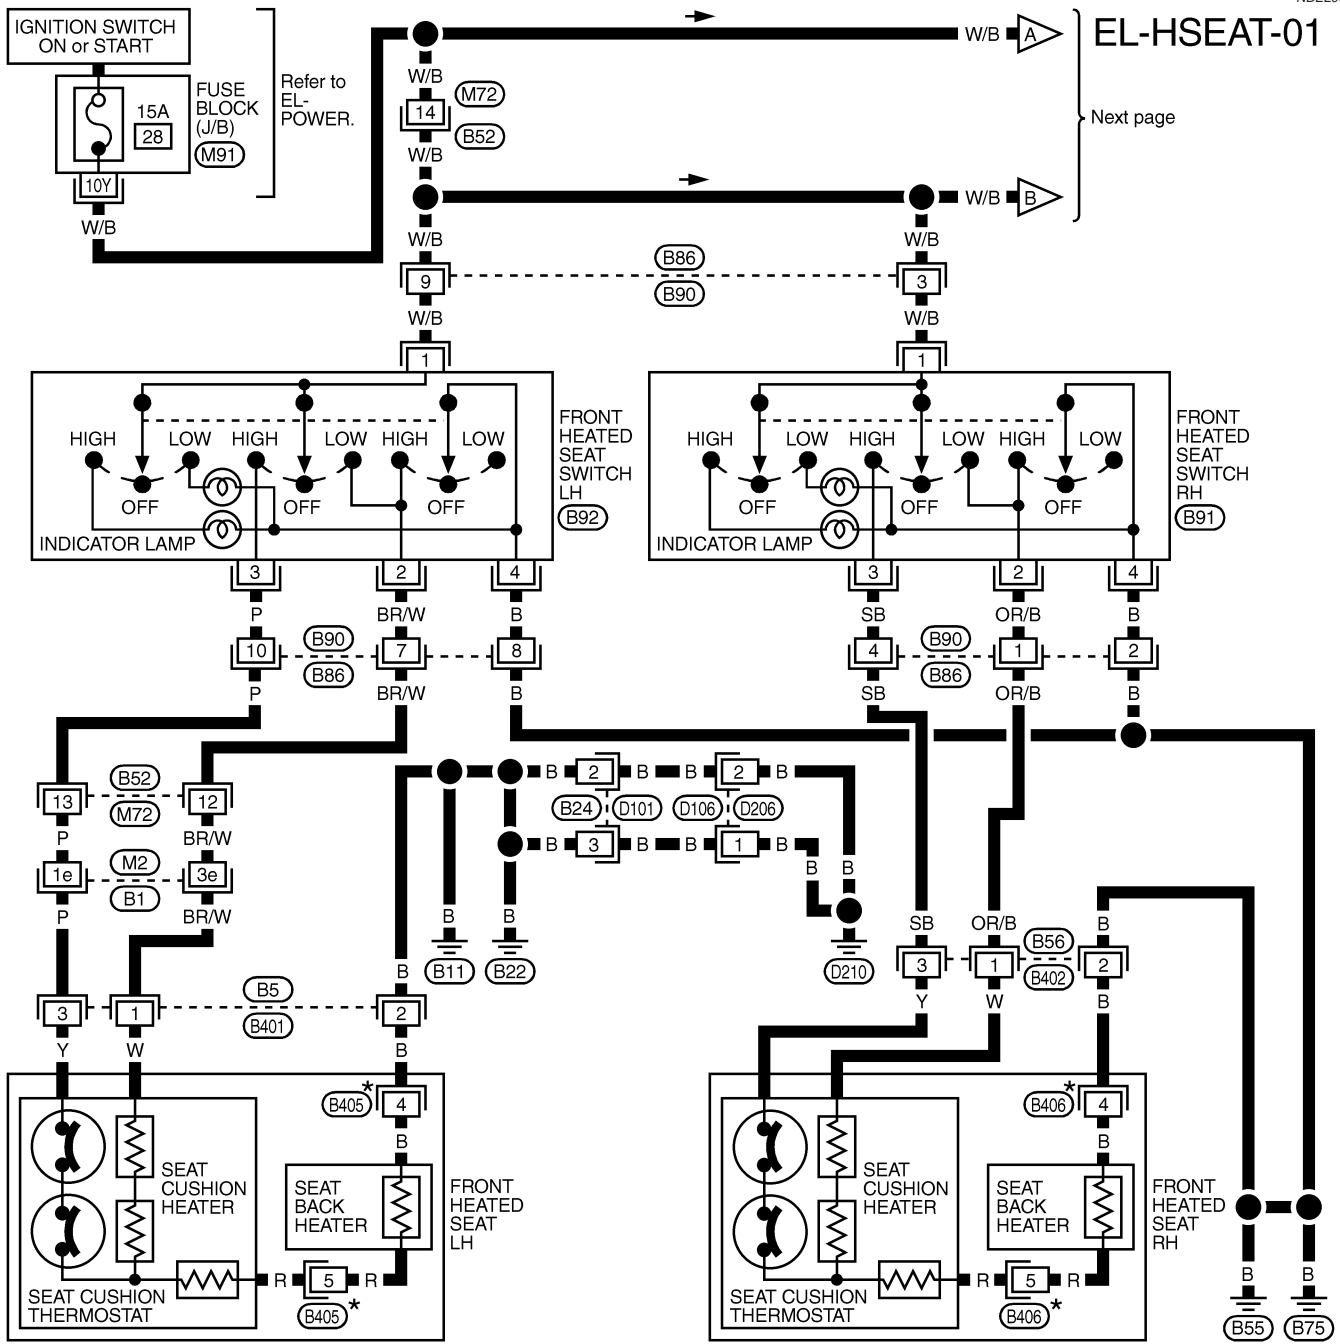 IGNITION SWITCH
ON or START
15A
28
FUSE
BLOCK
(J/B)
M91
Refer to
EL-
POWER.
10Y
W/B
W/B
14
M72
B52
W/B
W/B
A
EL-HSEAT-01
Next page
W/B
B
W/B
W/B
9
B86
B90
3
W/B
W/B
1
1
HIGH
LOW
HIGH
LOW
HIGH
LOW
OFF
OFF
OFF
INDICATOR LAMP
FRONT
HEATED
SEAT
SWITCH
LH
B92
HIGH
LOW
HIGH
LOW
HIGH
LOW
OFF
OFF
OFF
INDICATOR LAMP
FRONT
HEATED
SEAT
SWITCH
RH
B91
3
2
4
3
2
4
P
BR/W
B
SB
OR/B
B
10
B90
B86
7
8
4
B90
B86
1
2
P
BR/W
B
SB
OR/B
B
13
B52
M72
12
P
BR/W
1e
M2
B1
3e
P
BR/W
B
2
B
B
2
B
B24
D101
D106
D206
B
3
B
B
1
B
B
B
B
B
B11
B22
D210
SB
OR/B
B
3
1
B56
B402
2
Y
W
B
B
3
1
B5
B401
2
Y
W
B
B405
*
4
B
SEAT
CUSHION
HEATER
SEAT
BACK
HEATER
FRONT
HEATED
SEAT
LH
R
5
R
B405
*
SEAT CUSHION
THERMOSTAT
B406
*
4
B
SEAT
CUSHION
HEATER
SEAT
BACK
HEATER
FRONT
HEATED
SEAT
RH
R
5
R
B406
*
SEAT CUSHION
THERMOSTAT
B
B
B55
B75